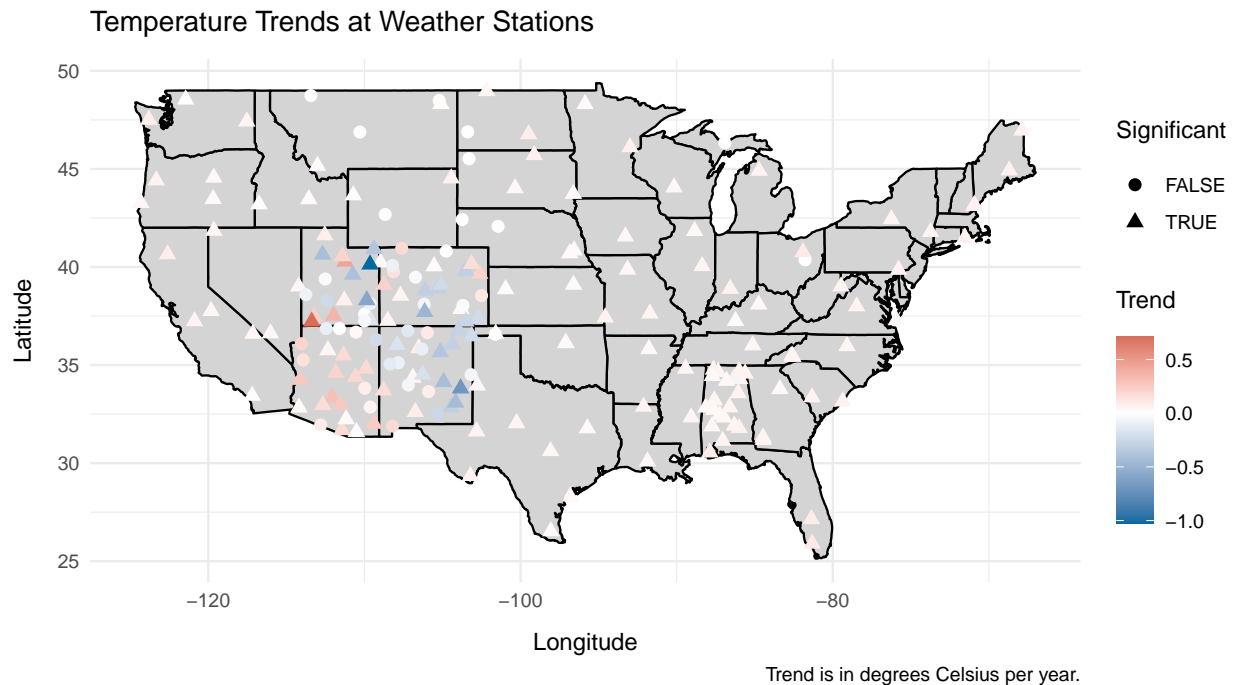 Temperature Trends at Weather Stations
50
45
40
35
30
25
Latitude
−120
−100
−80
Longitude
Significant
FALSE
TRUE
Trend
0.5
0.0
−0.5
−1.0
Trend is in degrees Celsius per year.